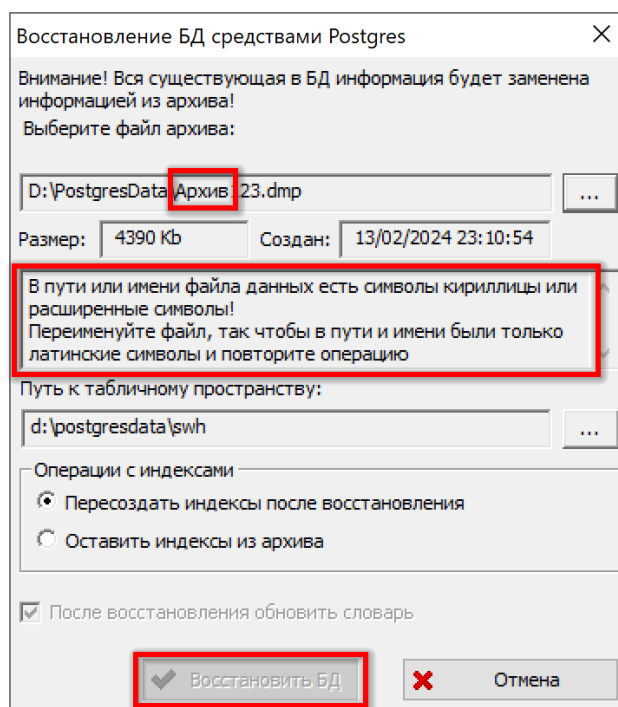 Восстановление БД средствами Postgres
Внимание! Вся существующая в БД информация будет заменена
информацией из архива!
Выберите файл архива:
D:\PostgresData\Архив123.dmp
...
Размер: 4390 Kb Создан: 13/02/2024 23:10:54
В пути или имени файла данных есть символы кириллицы или
расширенные символы!
Переименуйте файл, так чтобы в пути и имени были только
латинские символы и повторите операцию
Путь к табличному пространству:
d:\postgresdata\swh
...
Операции с индексами
Пересоздать индексы после восстановления
Оставить индексы из архива
После восстановления обновить словарь
Восстановить БД Отмена